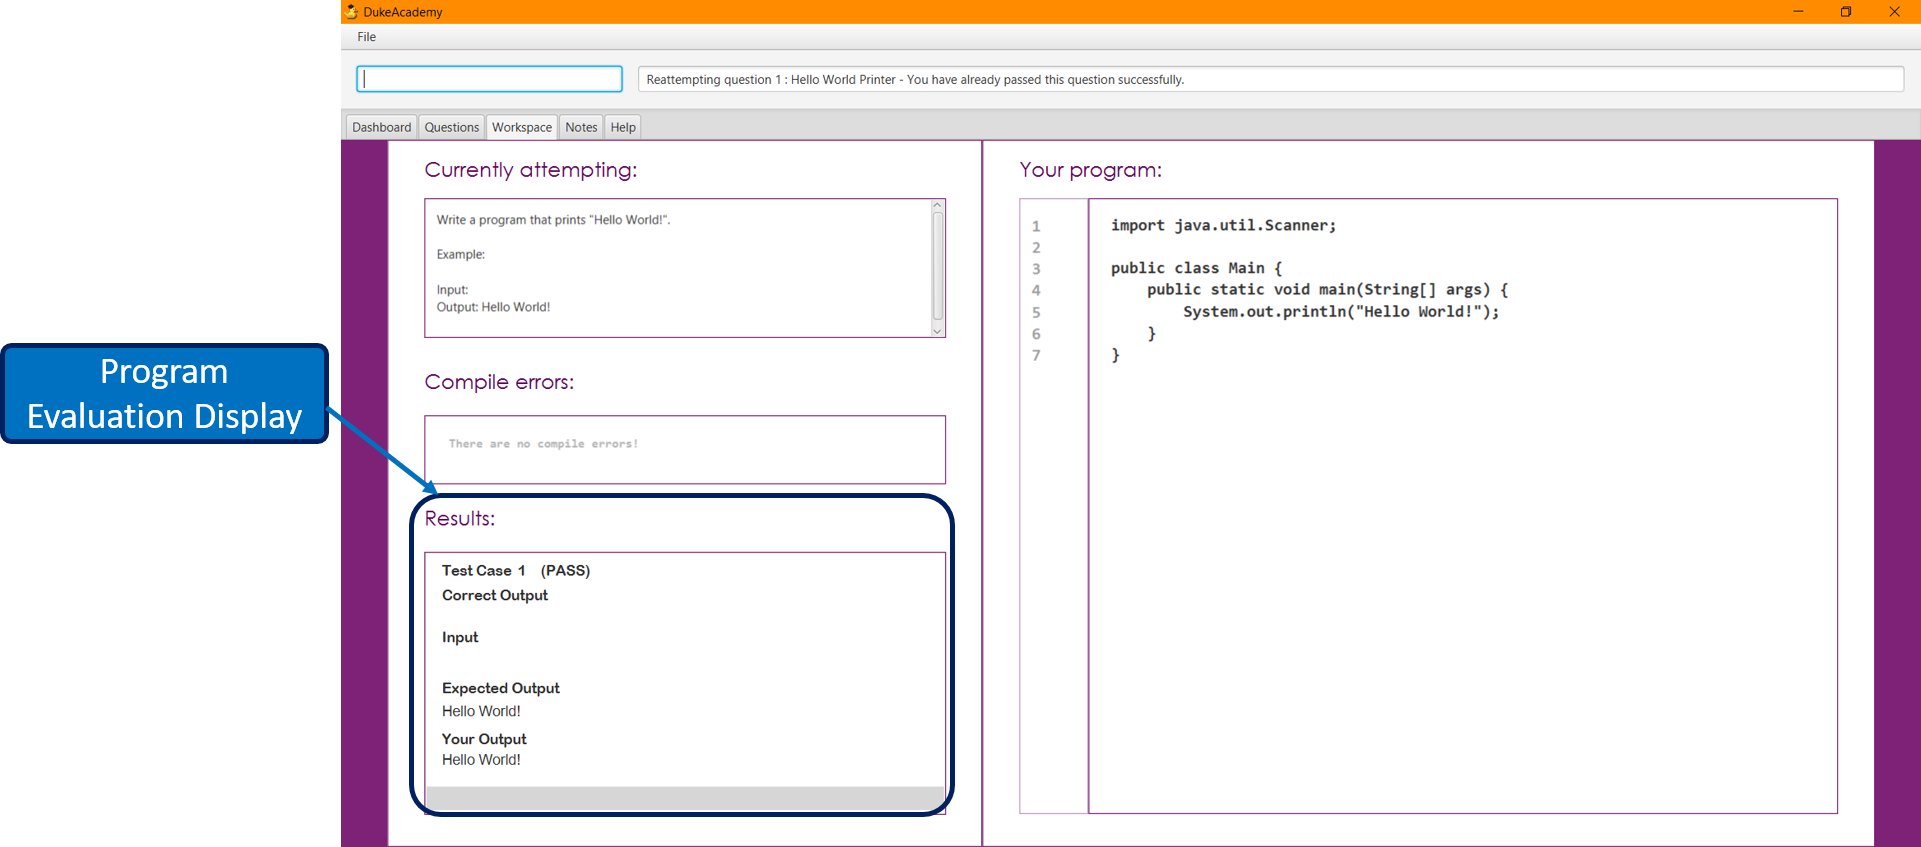 DukeAcademy
File
Reattempting question 1 : Hello World Printer - You have already passed this question successfully.
Dashboard Questions Workspace Notes Help
Currently attempting:
Write a program that prints "Hello World!".
Example:
Input:
Output: Hello World!
Program
Evaluation Display
Compile errors:
There are no compile errors!
Results:
Test Case 1 (PASS)
Correct Output
Input
Expected Output
Hello World!
Your Output
Hello World!
Your program:
1 import java.util.Scanner;
2
3 public class Main {
4 public static void main(String[] args) {
5 System.out.println("Hello World!");
6 }
7 }